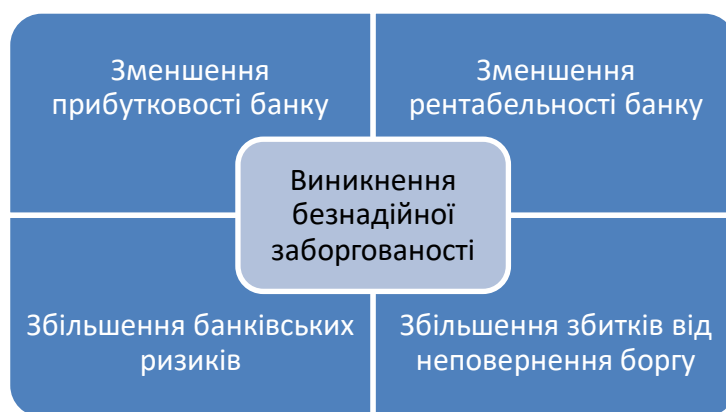 Зменшення
прибутковості банку
Зменшення
рентабельності банку
Виникнення
безнадійної
заборгованості
Збільшення банківських
ризиків
Збільшення збитків від
неповернення боргу